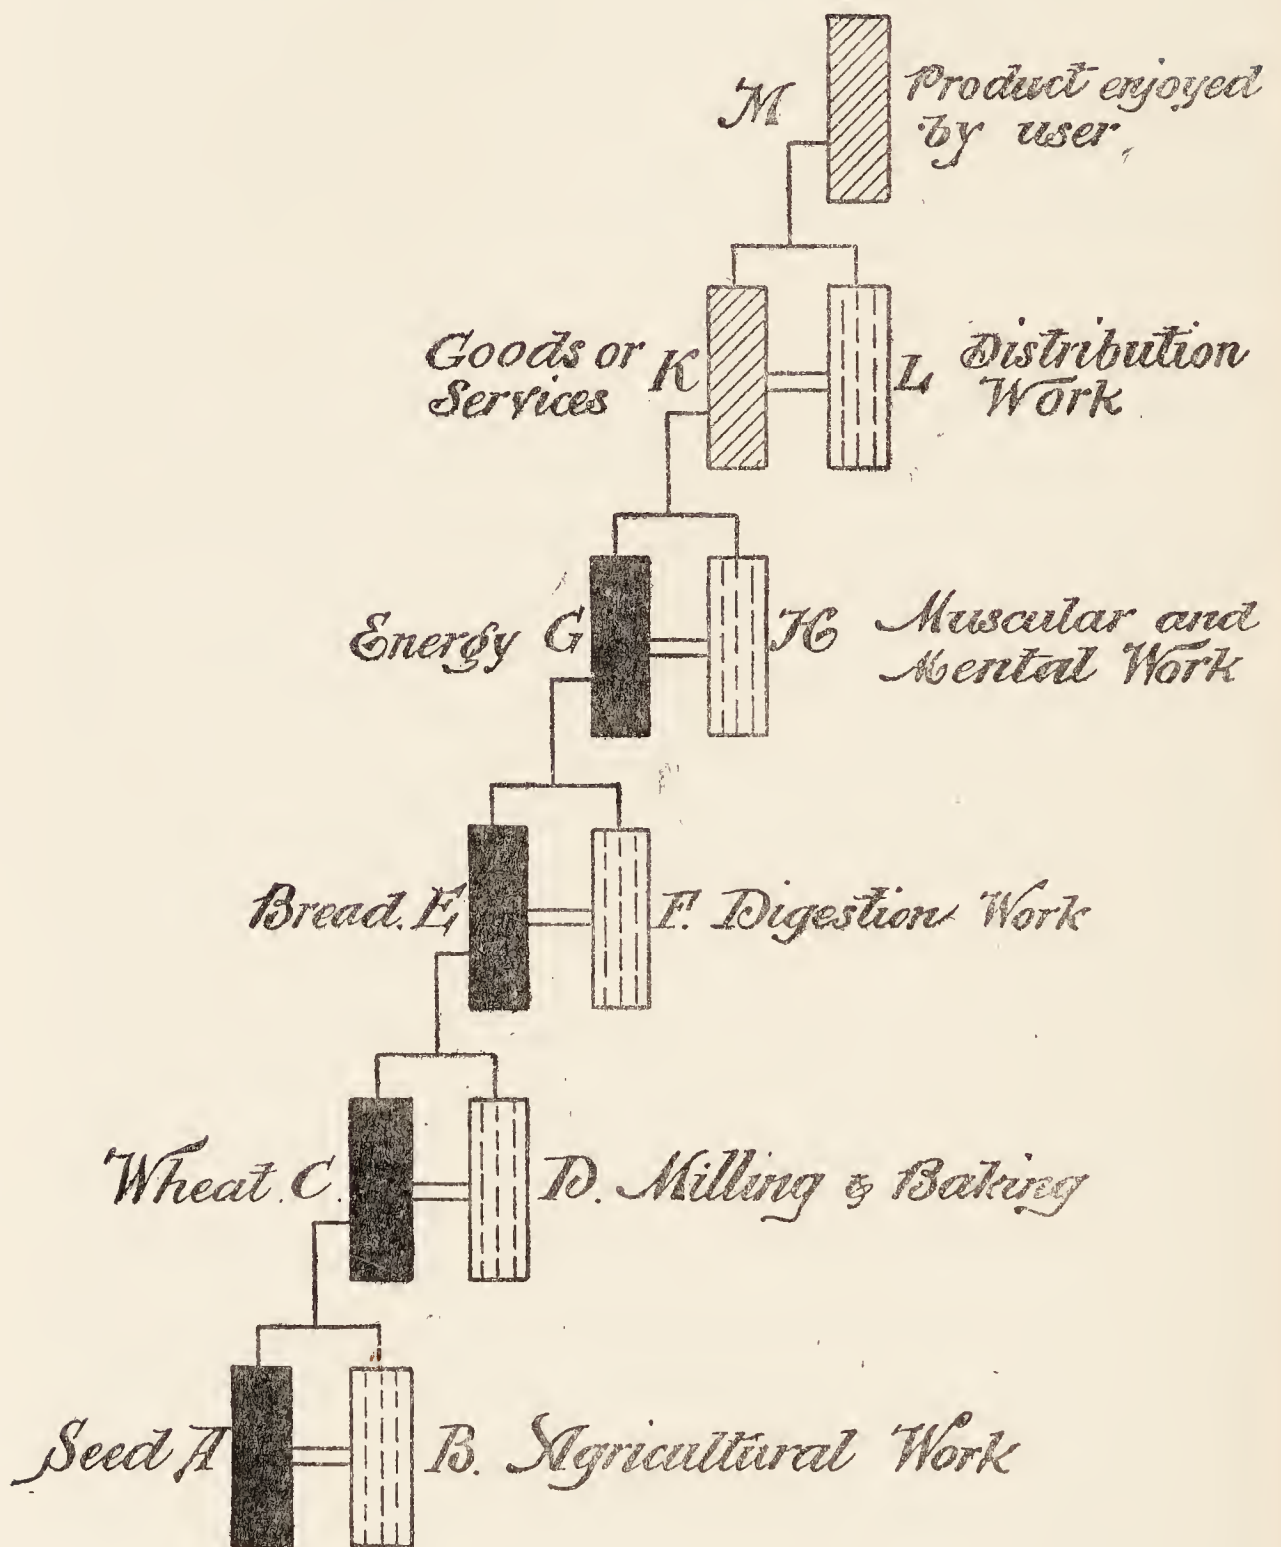 M Product enjoyed
by user.
Goods or K L Distribution
Services Work
Energy G H Muscular and
Mental Work
Bread. E F. Digestion Work
Wheat. C. D. Milling & Baking
Seed A B. Agricultural Work